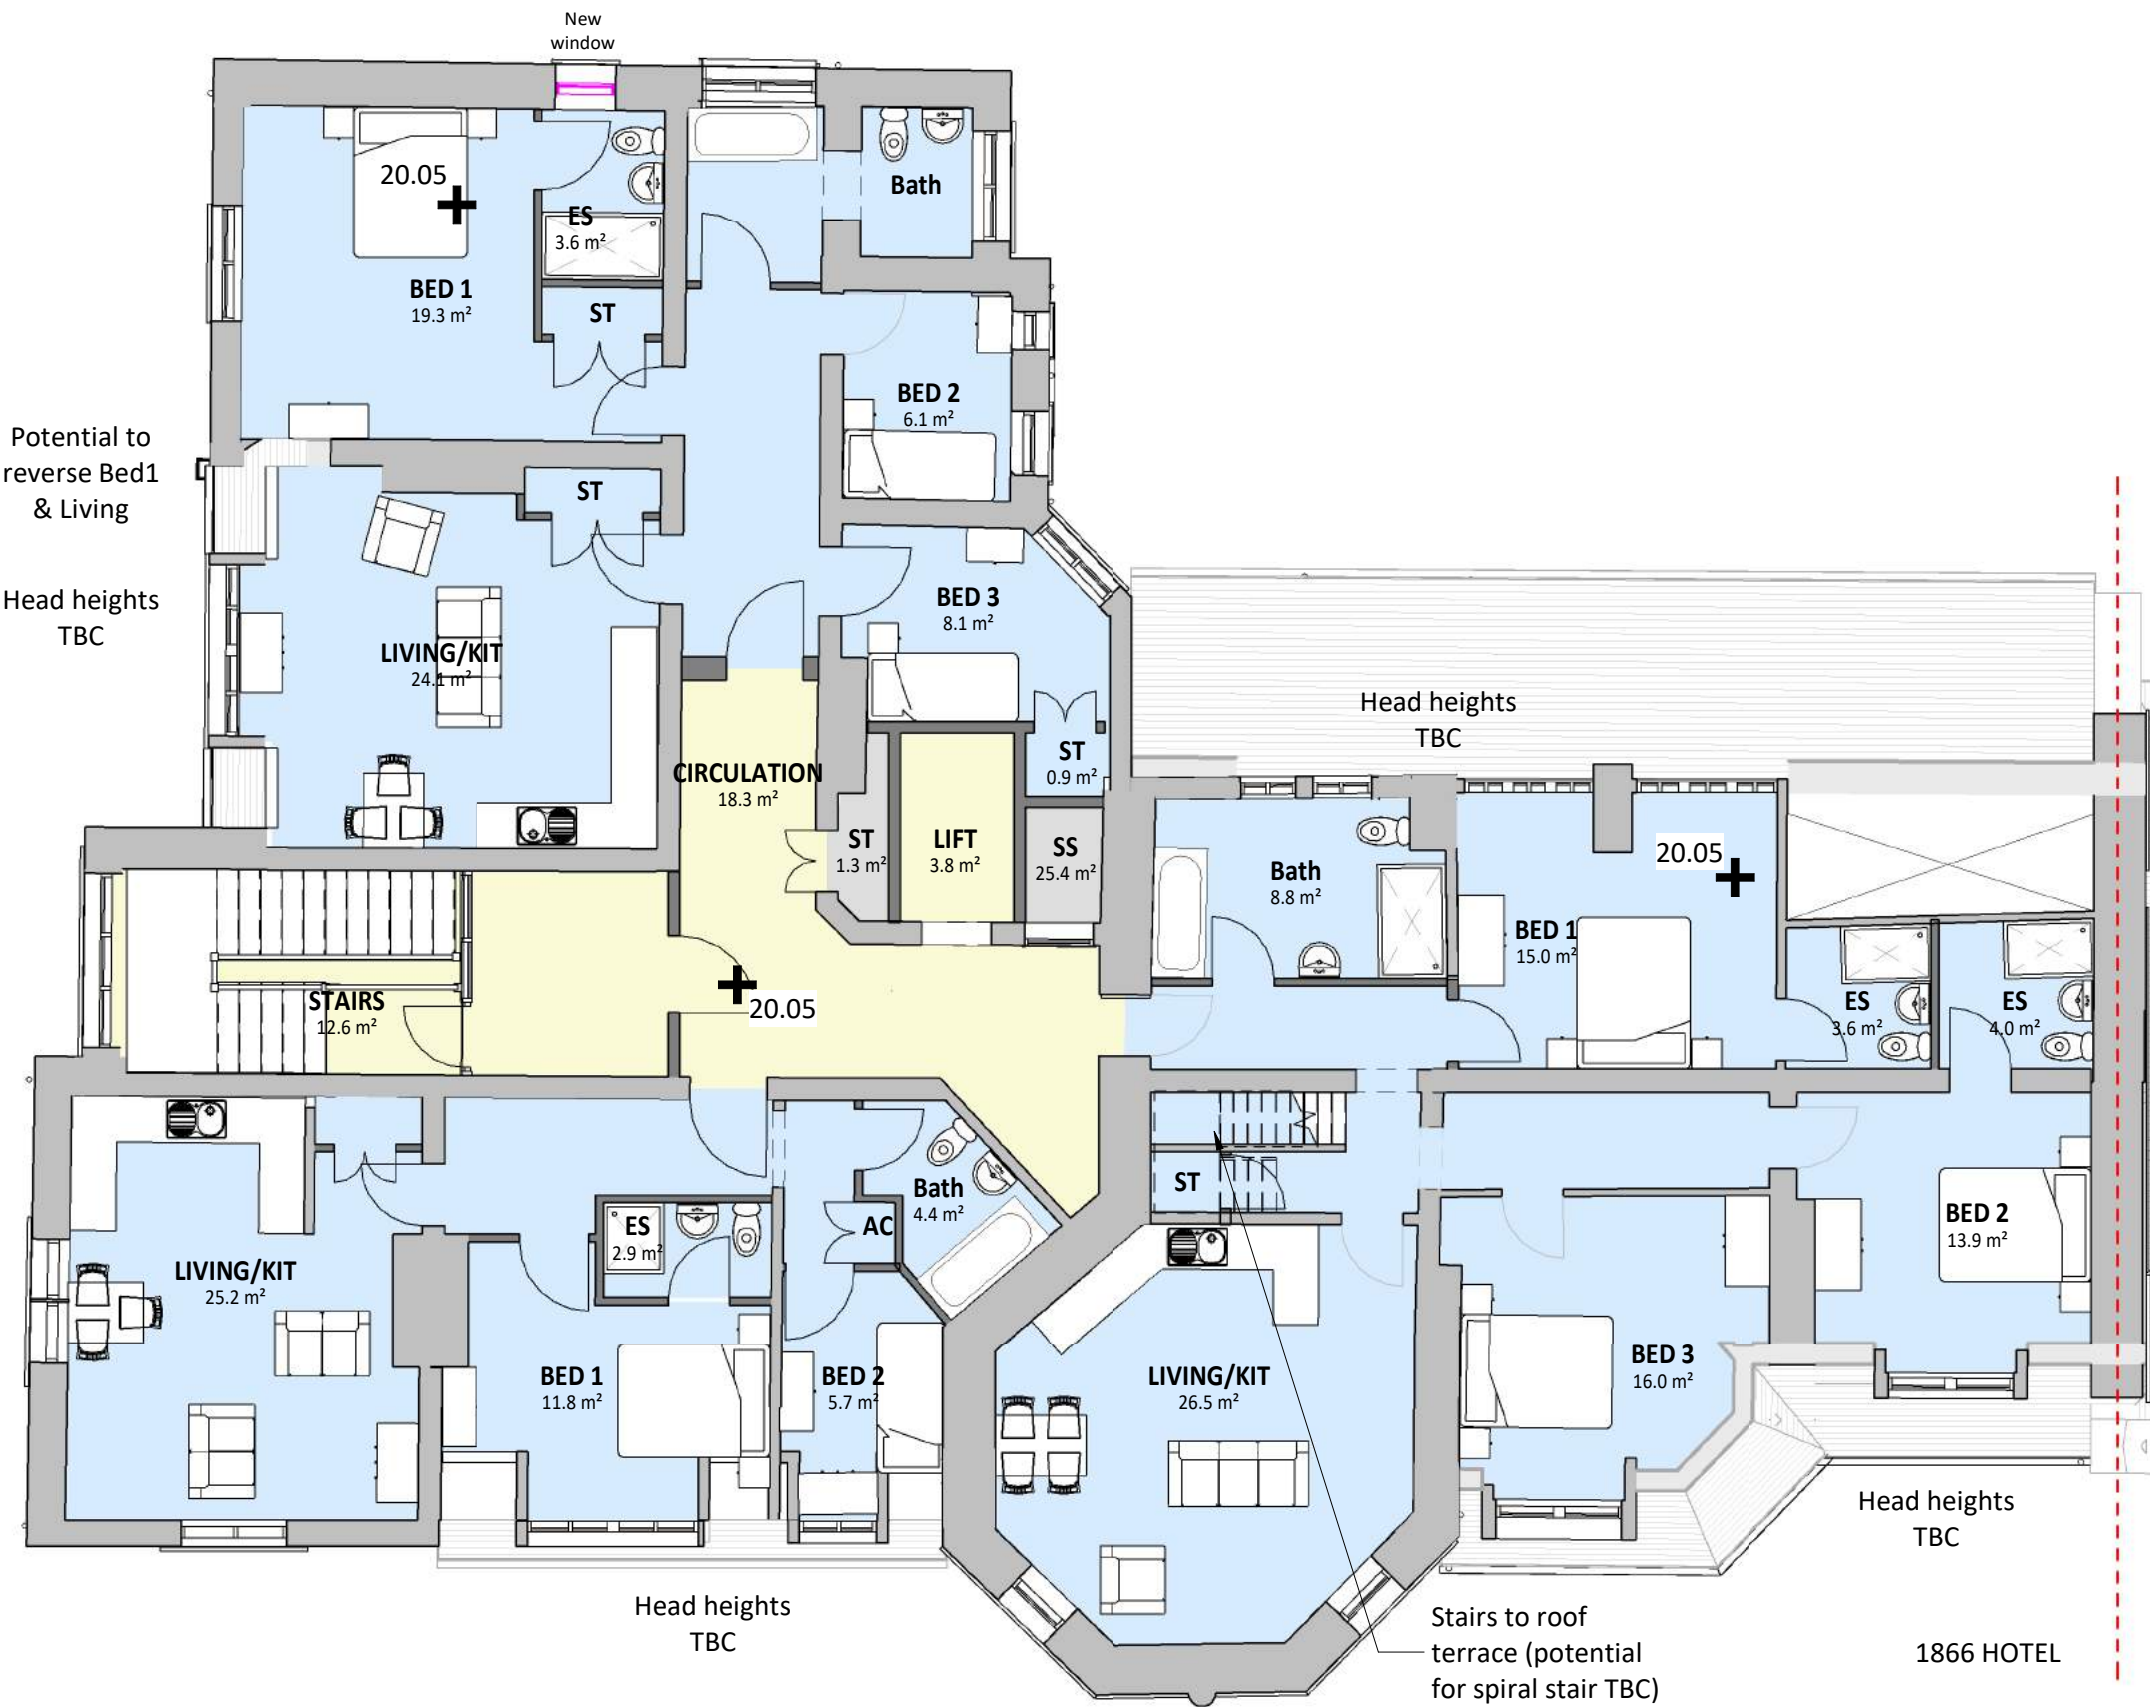 New
window
20.05
ES
3.6 m²
Bath
BED 1
19.3 m²
ST
BED 2
6.1 m²
Potential to
reverse Bed1
& Living
ST
Head heights
TBC
BED 3
8.1 m²
LIVING/KIT
24.1 m²
Head heights
TBC
CIRCULATION
18.3 m²
ST
0.9 m²
ST
1.3 m²
LIFT
3.8 m²
SS
25.4 m²
Bath
8.8 m²
20.05
BED 1
15.0 m²
STAIRS
12.6 m²
20.05
ES
3.6 m²
ES
4.0 m²
ST
Bath
4.4 m²
AC
ES
2.9 m²
BED 2
13.9 m²
LIVING/KIT
25.2 m²
BED 1
11.8 m²
BED 2
5.7 m²
LIVING/KIT
26.5 m²
BED 3
16.0 m²
Head heights
TBC
Head heights
TBC
Stairs to roof
terrace (potential
for spiral stair TBC)
1866 HOTEL